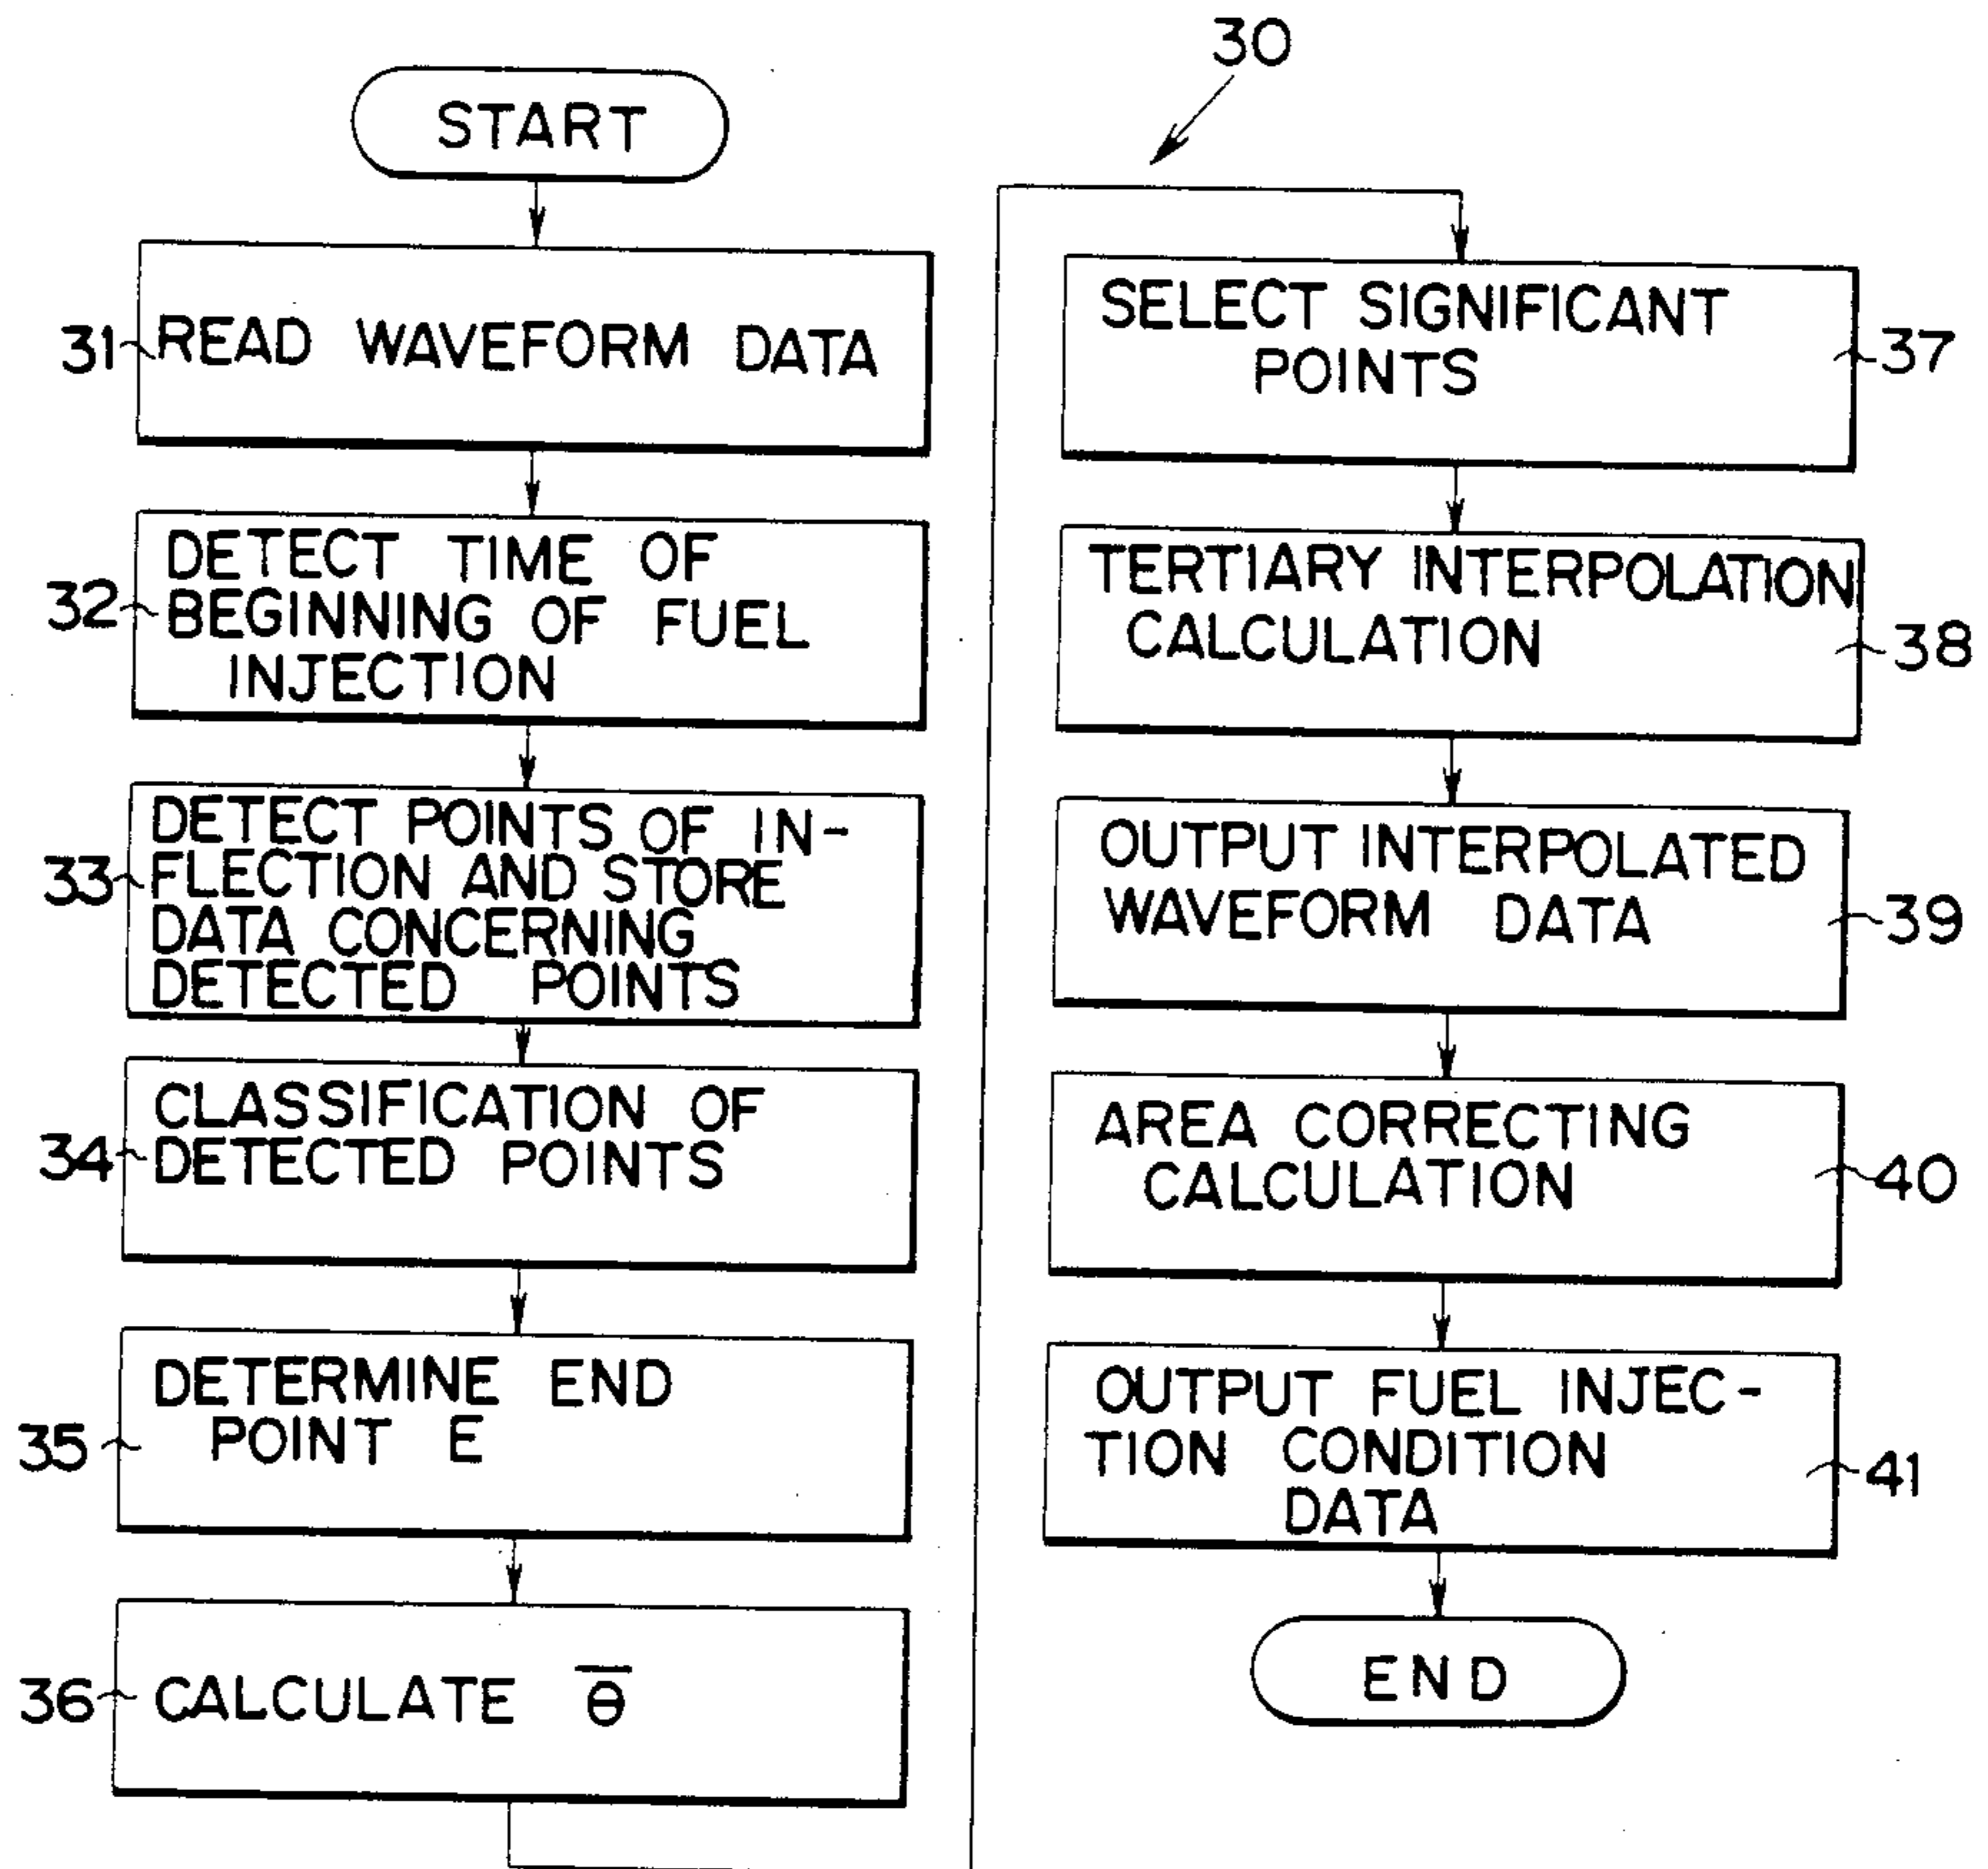 30
START
31
READ WAVEFORM DATA
32
DETECT TIME OF
BEGINNING OF FUEL
INJECTION
33
DETECT POINTS OF IN-
FLECTION AND STORE
DATA CONCERNING
DETECTED POINTS
34
CLASSIFICATION OF
DETECTED POINTS
35
DETERMINE END
POINT E
36
CALCULATE θ̅
SELECT SIGNIFICANT
POINTS
37
TERTIARY INTERPOLATION
CALCULATION
38
OUTPUT INTERPOLATED
WAVEFORM DATA
39
AREA CORRECTING
CALCULATION
40
OUTPUT FUEL INJEC-
TION CONDITION
DATA
41
END